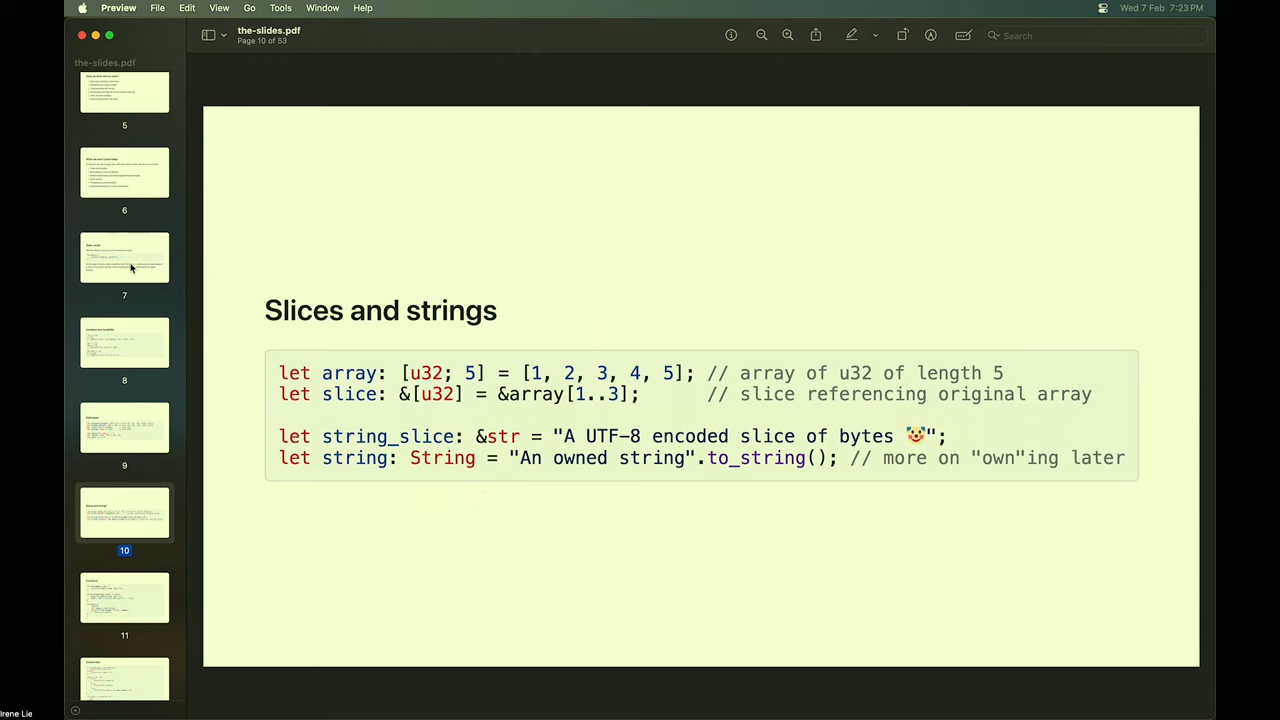 Preview File Edit View Go Tools Window Help Wed 7 Feb 7:23 PM
the-slides.pdf
Page 10 of 53
Search
the-slides.pdf
5
6
7
8
9
10
11
Slices and strings
let array: [u32; 5] = [1, 2, 3, 4, 5]; // array of u32 of length 5
let slice: &[u32] = &array[1..3]; // slice referencing original array
let string_slice: &str = "A UTF-8 encoded slice of bytes 🤡";
let string: String = "An owned string".to_string(); // more on "own"ing later
Irene Lie